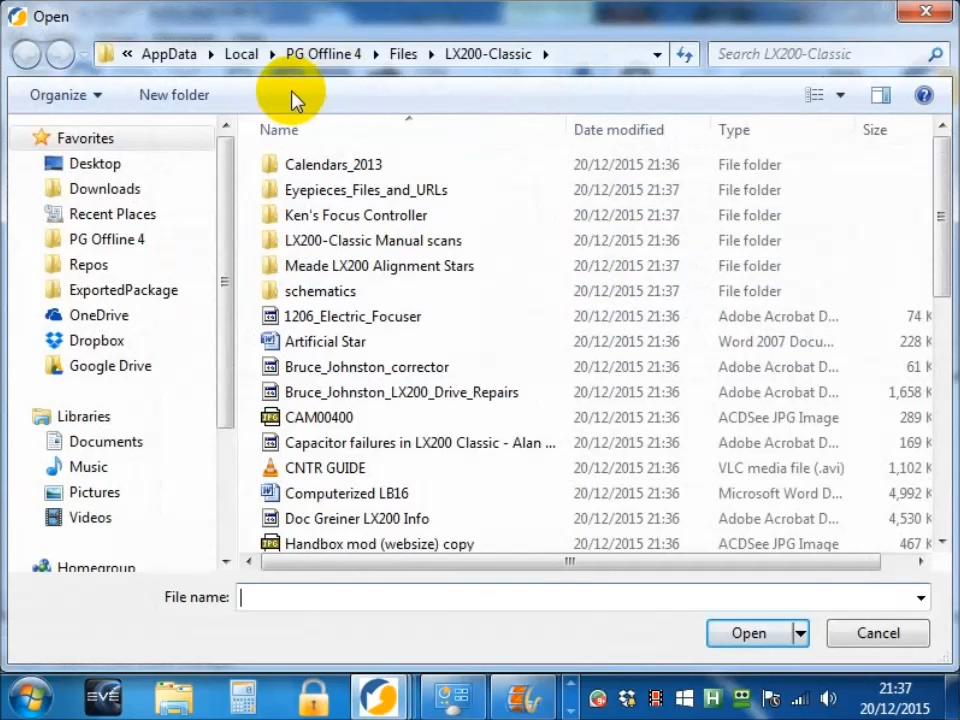 Open
« AppData Local PG Offline 4 Files LX200-Classic Search LX200-Classic
Organize New folder
Name Date modified Type Size
Favorites
Desktop
Downloads
Recent Places
PG Offline 4
Repos
ExportedPackage
OneDrive
Dropbox
Google Drive
Libraries
Documents
Music
Pictures
Videos
Homegroup
Calendars_2013 20/12/2015 21:36 File folder
Eyepieces_Files_and_URLs 20/12/2015 21:37 File folder
Ken's Focus Controller 20/12/2015 21:36 File folder
LX200-Classic Manual scans 20/12/2015 21:36 File folder
Meade LX200 Alignment Stars 20/12/2015 21:37 File folder
schematics 20/12/2015 21:37 File folder
1206_Electric_Focuser 20/12/2015 21:36 Adobe Acrobat D... 74 K
Artificial Star 20/12/2015 21:36 Word 2007 Docu... 228 K
Bruce_Johnston_corrector 20/12/2015 21:36 Adobe Acrobat D... 61 K
Bruce_Johnston_LX200_Drive_Repairs 20/12/2015 21:36 Adobe Acrobat D... 1,658 K
CAM00400 20/12/2015 21:36 ACDSee JPG Image 289 K
Capacitor failures in LX200 Classic - Alan ... 20/12/2015 21:36 Adobe Acrobat D... 169 K
CNTR GUIDE 20/12/2015 21:36 VLC media file (.avi) 1,102 K
Computerized LB16 20/12/2015 21:36 Microsoft Word D... 4,992 K
Doc Greiner LX200 Info 20/12/2015 21:36 Adobe Acrobat D... 4,530 K
Handbox mod (websize) copy 20/12/2015 21:36 ACDSee JPG Image 467 K
File name:
Open Cancel
EVE
21:37
20/12/2015